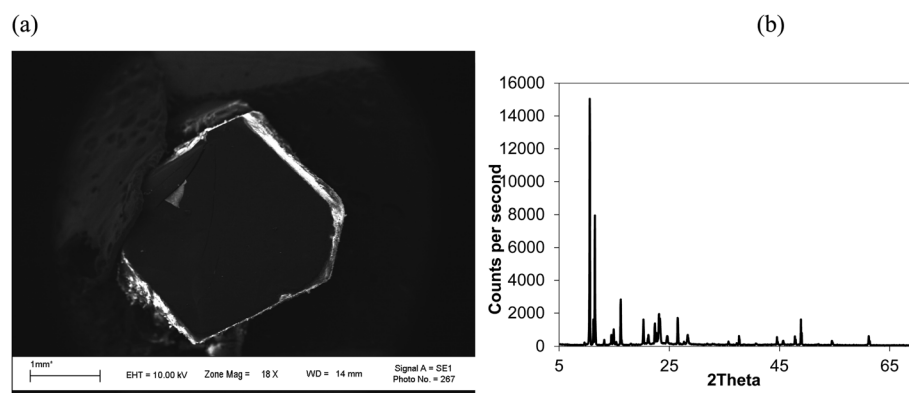 (a)
(b)
1mm*
EHT = 10.00 kV
Zone Mag = 18 X
WD = 14 mm
Signal A = SE1
Photo No. = 267
16000
14000
12000
10000
8000
6000
4000
2000
0
Counts per second
5
25
45
65
2Theta